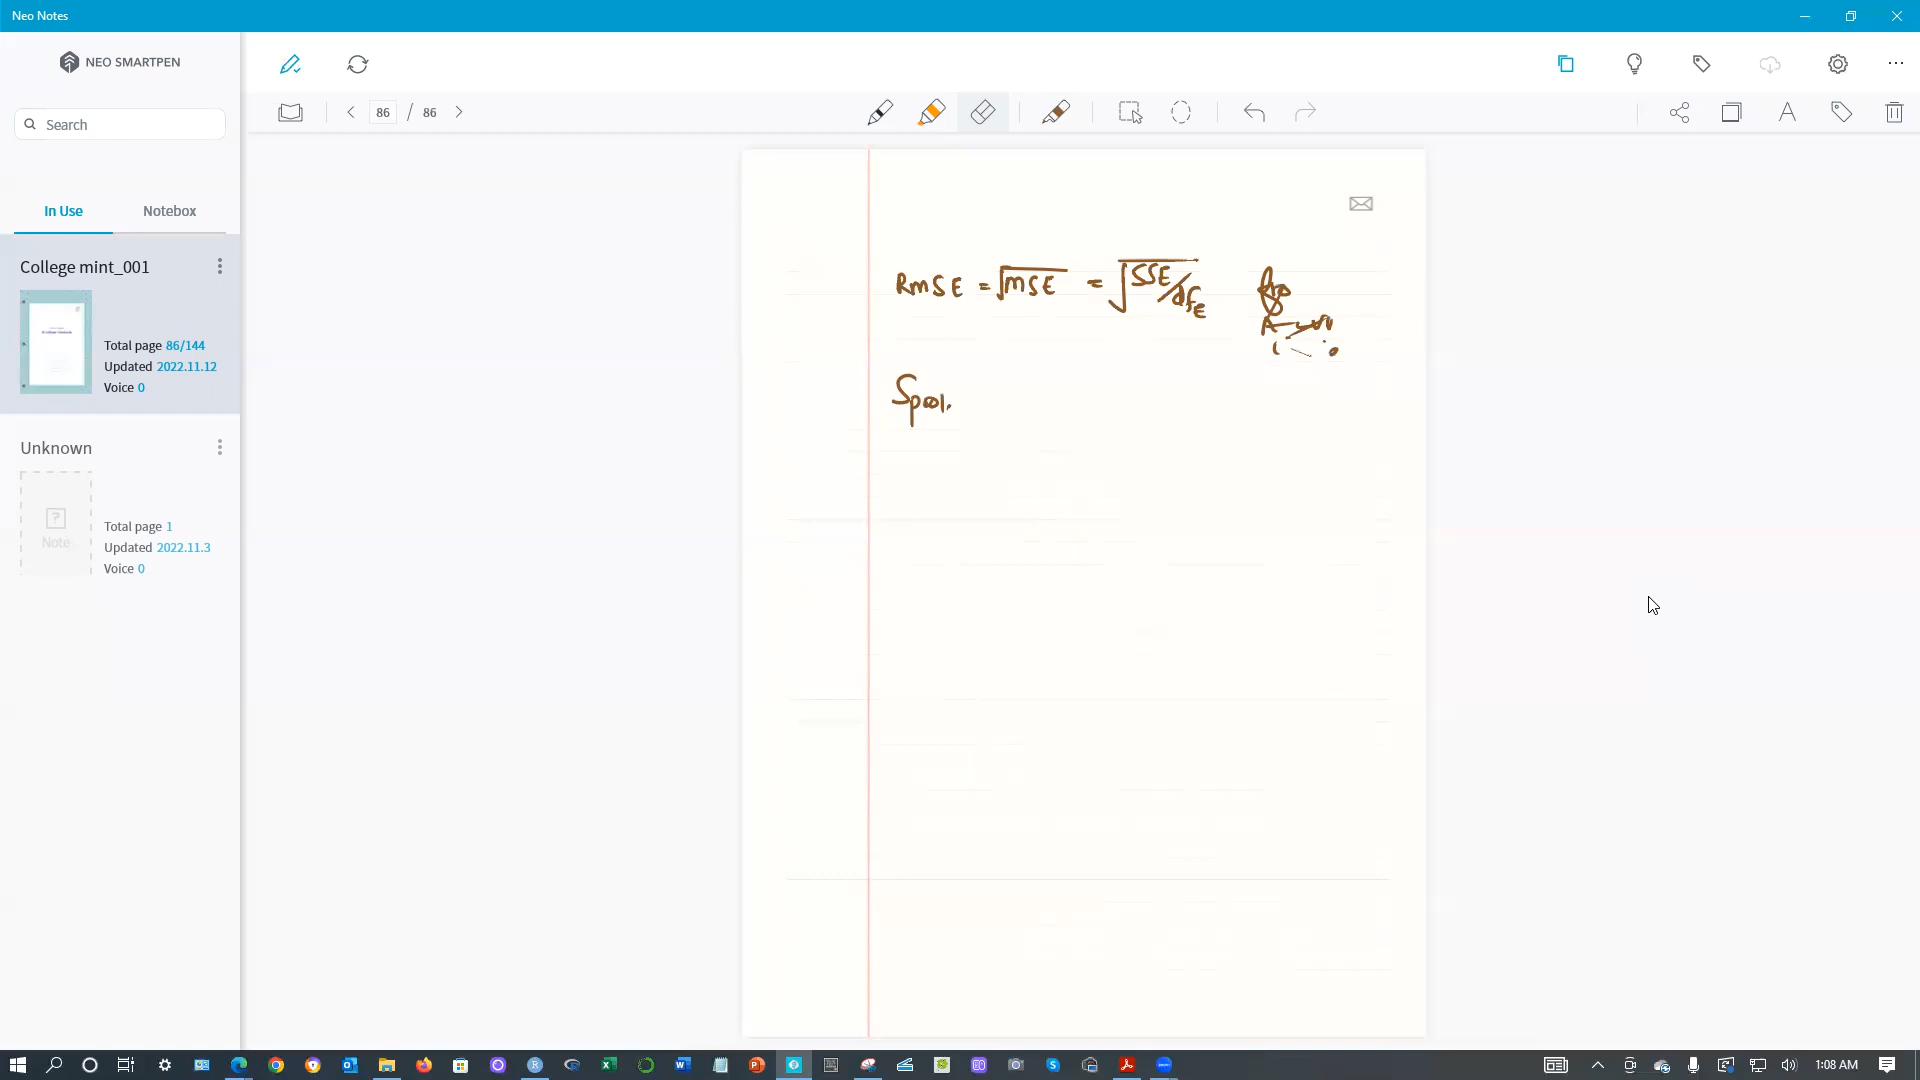 Neo Notes
NEO SMARTPEN
Search
86 / 86
In Use Notebox
College mint_001
Total page 86/144
Updated 2022.11.12
Voice 0
Unknown
Note
Total page 1
Updated 2022.11.3
Voice 0
RMSE = √MSE = √SSE/dfE
Spool.
1:08 AM